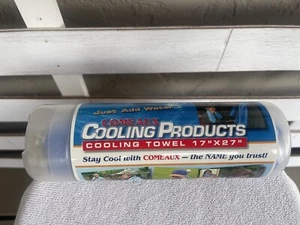 Just Add Water
COMEAUX
COOLING PRODUCTS
COOLING TOWEL 17"X27"
Stay Cool with COMEAUX — the NAME you trust!